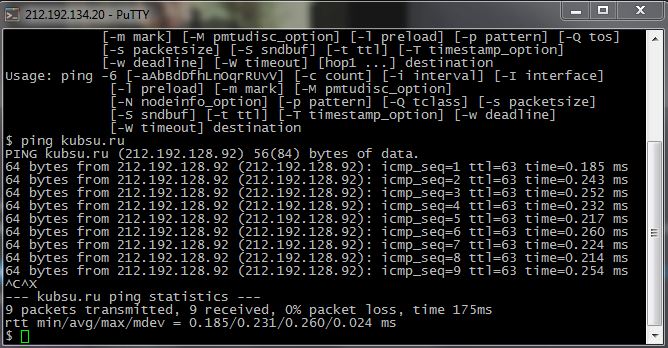 212.192.134.20 - PuTTY
[-m mark] [-M pmtudisc_option] [-l preload] [-p pattern] [-Q tos]
[-s packetsize] [-S sndbuf] [-t ttl] [-T timestamp_option]
[-w deadline] [-W timeout] [hop1 ...] destination
Usage: ping -6 [-aAbBdDfhLnOqrRUvV] [-c count] [-i interval] [-I interface]
[-l preload] [-m mark] [-M pmtudisc_option]
[-N nodeinfo_option] [-p pattern] [-Q tclass] [-s packetsize]
[-S sndbuf] [-t ttl] [-T timestamp_option] [-w deadline]
[-W timeout] destination
$ ping kubsu.ru
PING kubsu.ru (212.192.128.92) 56(84) bytes of data.
64 bytes from 212.192.128.92 (212.192.128.92): icmp_seq=1 ttl=63 time=0.185 ms
64 bytes from 212.192.128.92 (212.192.128.92): icmp_seq=2 ttl=63 time=0.243 ms
64 bytes from 212.192.128.92 (212.192.128.92): icmp_seq=3 ttl=63 time=0.252 ms
64 bytes from 212.192.128.92 (212.192.128.92): icmp_seq=4 ttl=63 time=0.232 ms
64 bytes from 212.192.128.92 (212.192.128.92): icmp_seq=5 ttl=63 time=0.217 ms
64 bytes from 212.192.128.92 (212.192.128.92): icmp_seq=6 ttl=63 time=0.260 ms
64 bytes from 212.192.128.92 (212.192.128.92): icmp_seq=7 ttl=63 time=0.224 ms
64 bytes from 212.192.128.92 (212.192.128.92): icmp_seq=8 ttl=63 time=0.214 ms
64 bytes from 212.192.128.92 (212.192.128.92): icmp_seq=9 ttl=63 time=0.254 ms
^C^X
--- kubsu.ru ping statistics ---
9 packets transmitted, 9 received, 0% packet loss, time 175ms
rtt min/avg/max/mdev = 0.185/0.231/0.260/0.024 ms
$